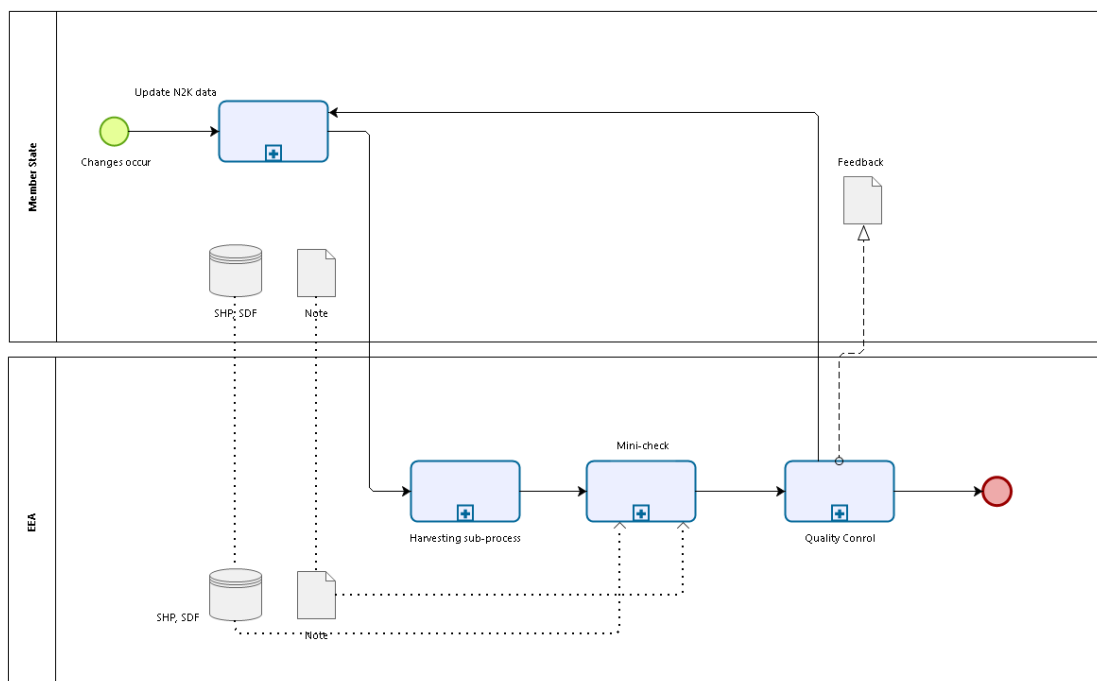 Member State
Update N2K data
Changes occur
Feedback
SHP, SDF
Note
EEA
Mini-check
Harvesting sub-process
Quality Conrol
SHP, SDF
Note